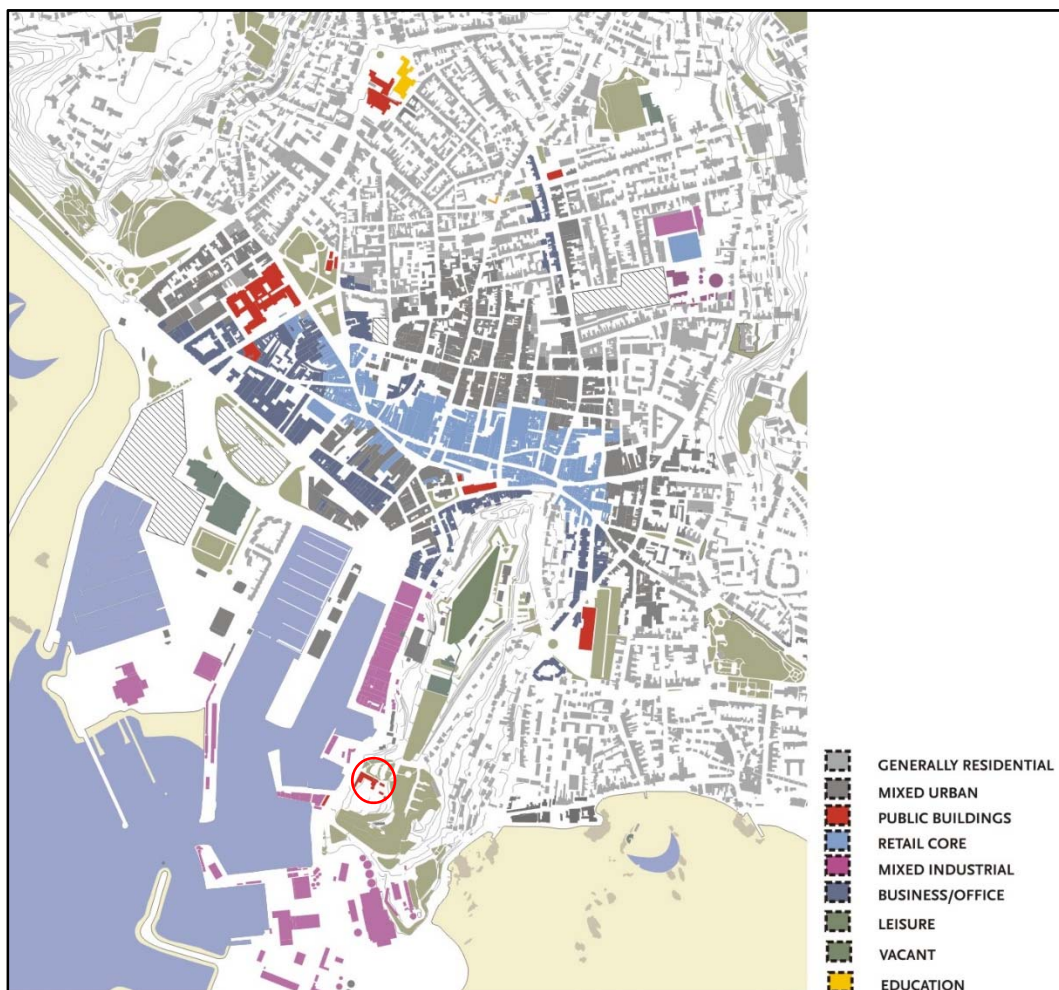 GENERALLY RESIDENTIAL
MIXED URBAN
PUBLIC BUILDINGS
RETAIL CORE
MIXED INDUSTRIAL
BUSINESS/OFFICE
LEISURE
VACANT
EDUCATION